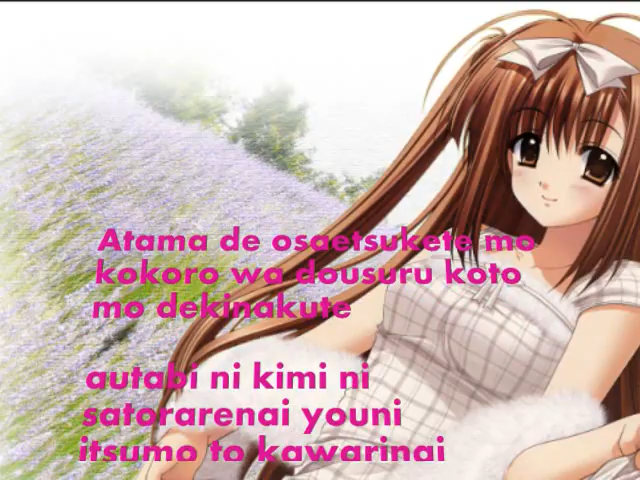 Atama de osaetsukete mo
kokoro wa dousuru koto
mo dekinakute
autabi ni kimi ni
satorarenai youni
itsumo to kawarinai